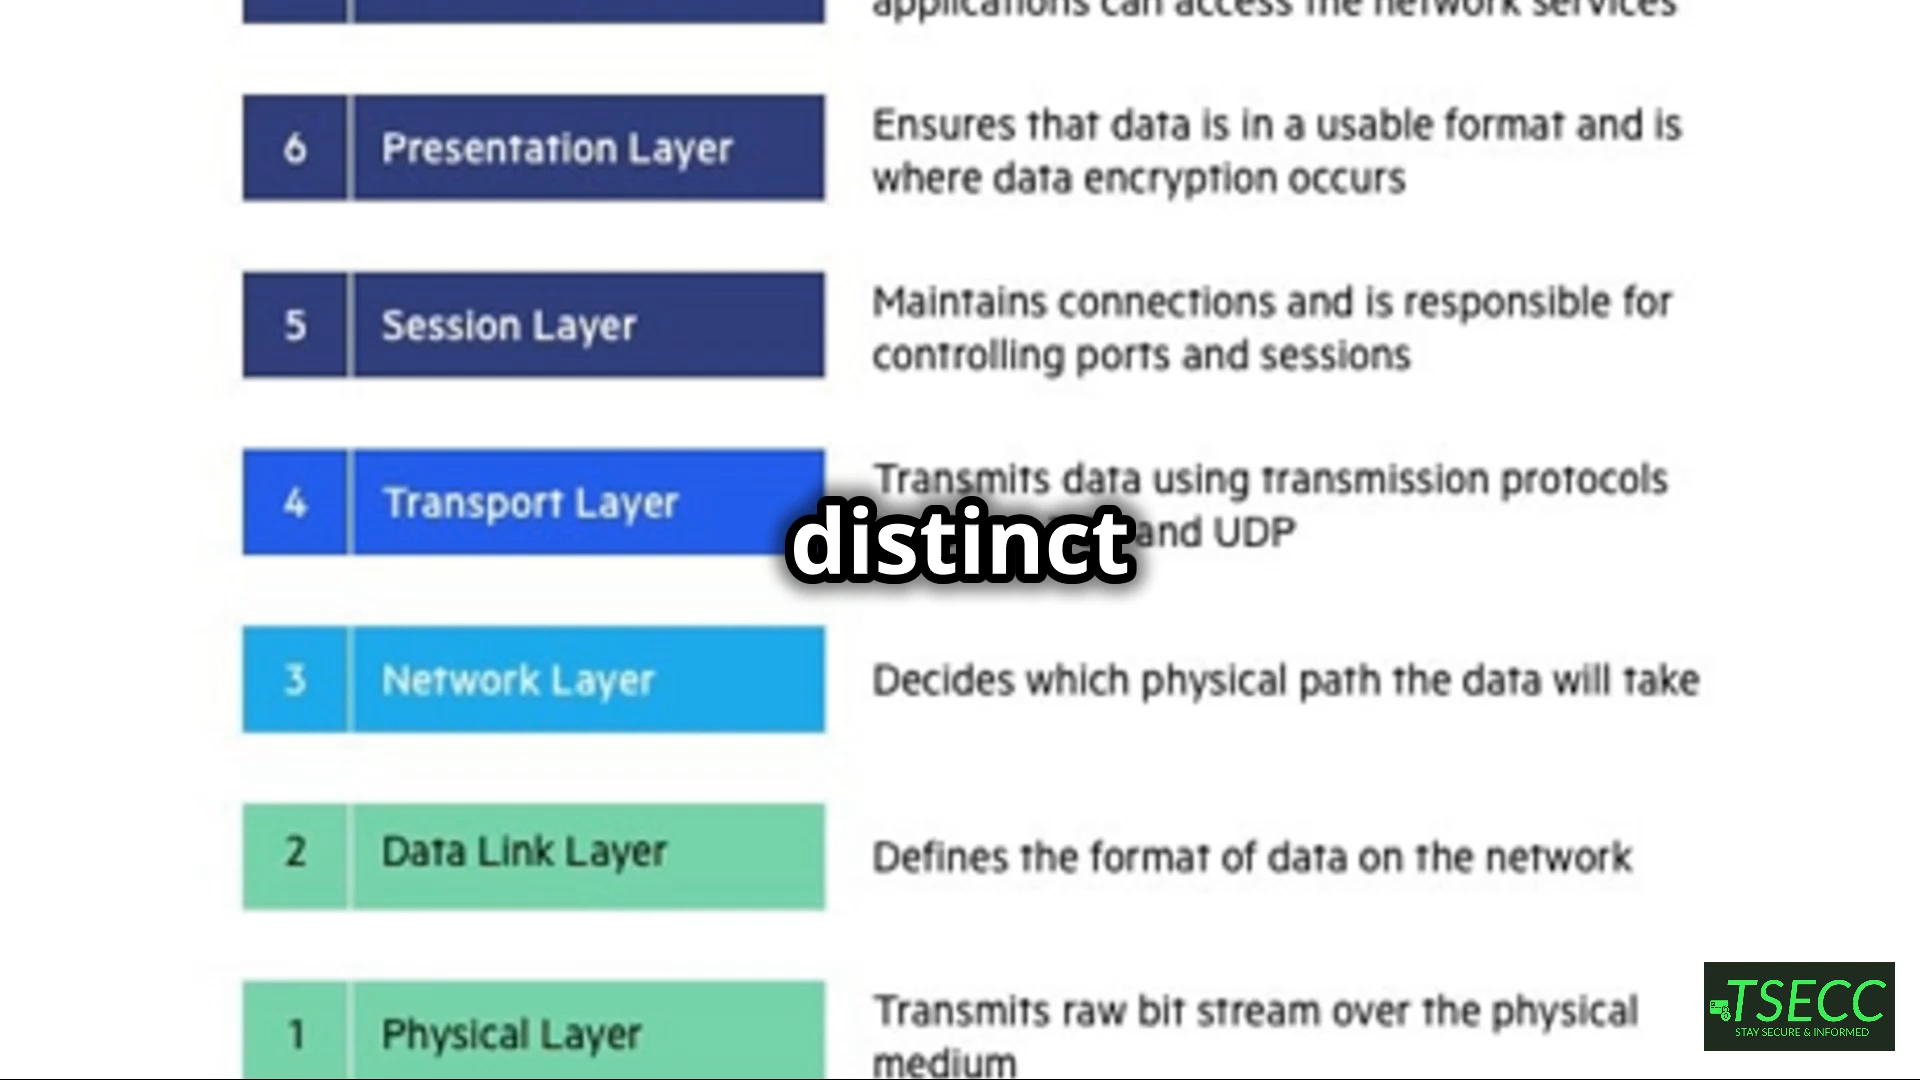 applications can access the network services
6 Presentation Layer
Ensures that data is in a usable format and is
where data encryption occurs
5 Session Layer
Maintains connections and is responsible for
controlling ports and sessions
4 Transport Layer
Transmits data using transmission protocols
and UDP
distinct
3 Network Layer
Decides which physical path the data will take
2 Data Link Layer
Defines the format of data on the network
1 Physical Layer
Transmits raw bit stream over the physical
medium
TSECC
STAY SECURE & INFORMED